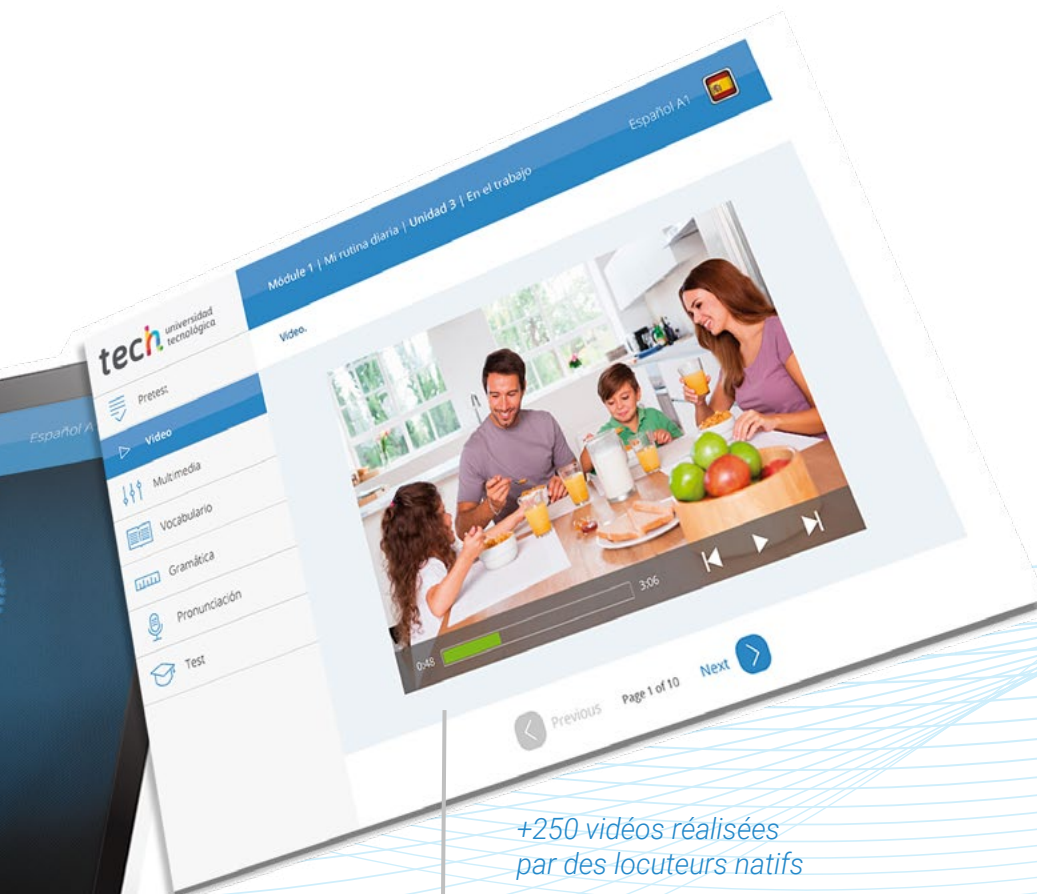 Español A1
Módule 1 | Mi rutina diaria | Unidad 3 | En el trabajo
tech universidad
tecnológica
Video.
Pretest
Video
Multimedia
Vocabulario
Gramática
Pronunciación
Test
Español A
0:48
3:06
Previous
Page 1 of 10
Next
+250 vidéos réalisées
par des locuteurs natifs